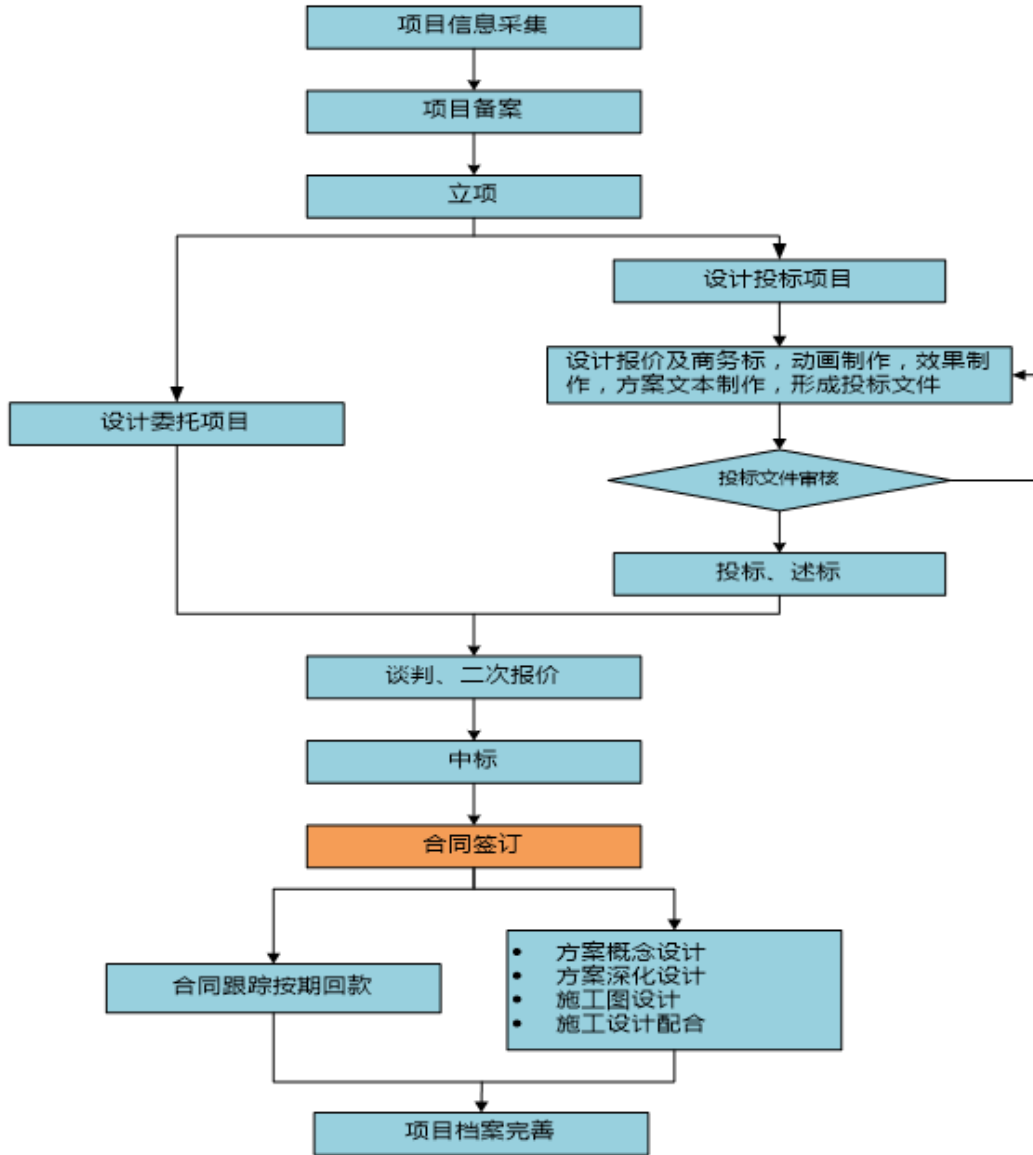 项目信息采集
项目备案
立项
设计投标项目
设计报价及商务标，动画制作，效果制
作，方案文本制作，形成投标文件
设计委托项目
投标文件审核
投标、述标
谈判、二次报价
中标
合同签订
• 方案概念设计
• 方案深化设计
• 施工图设计
• 施工设计配合
合同跟踪按期回款
项目档案完善